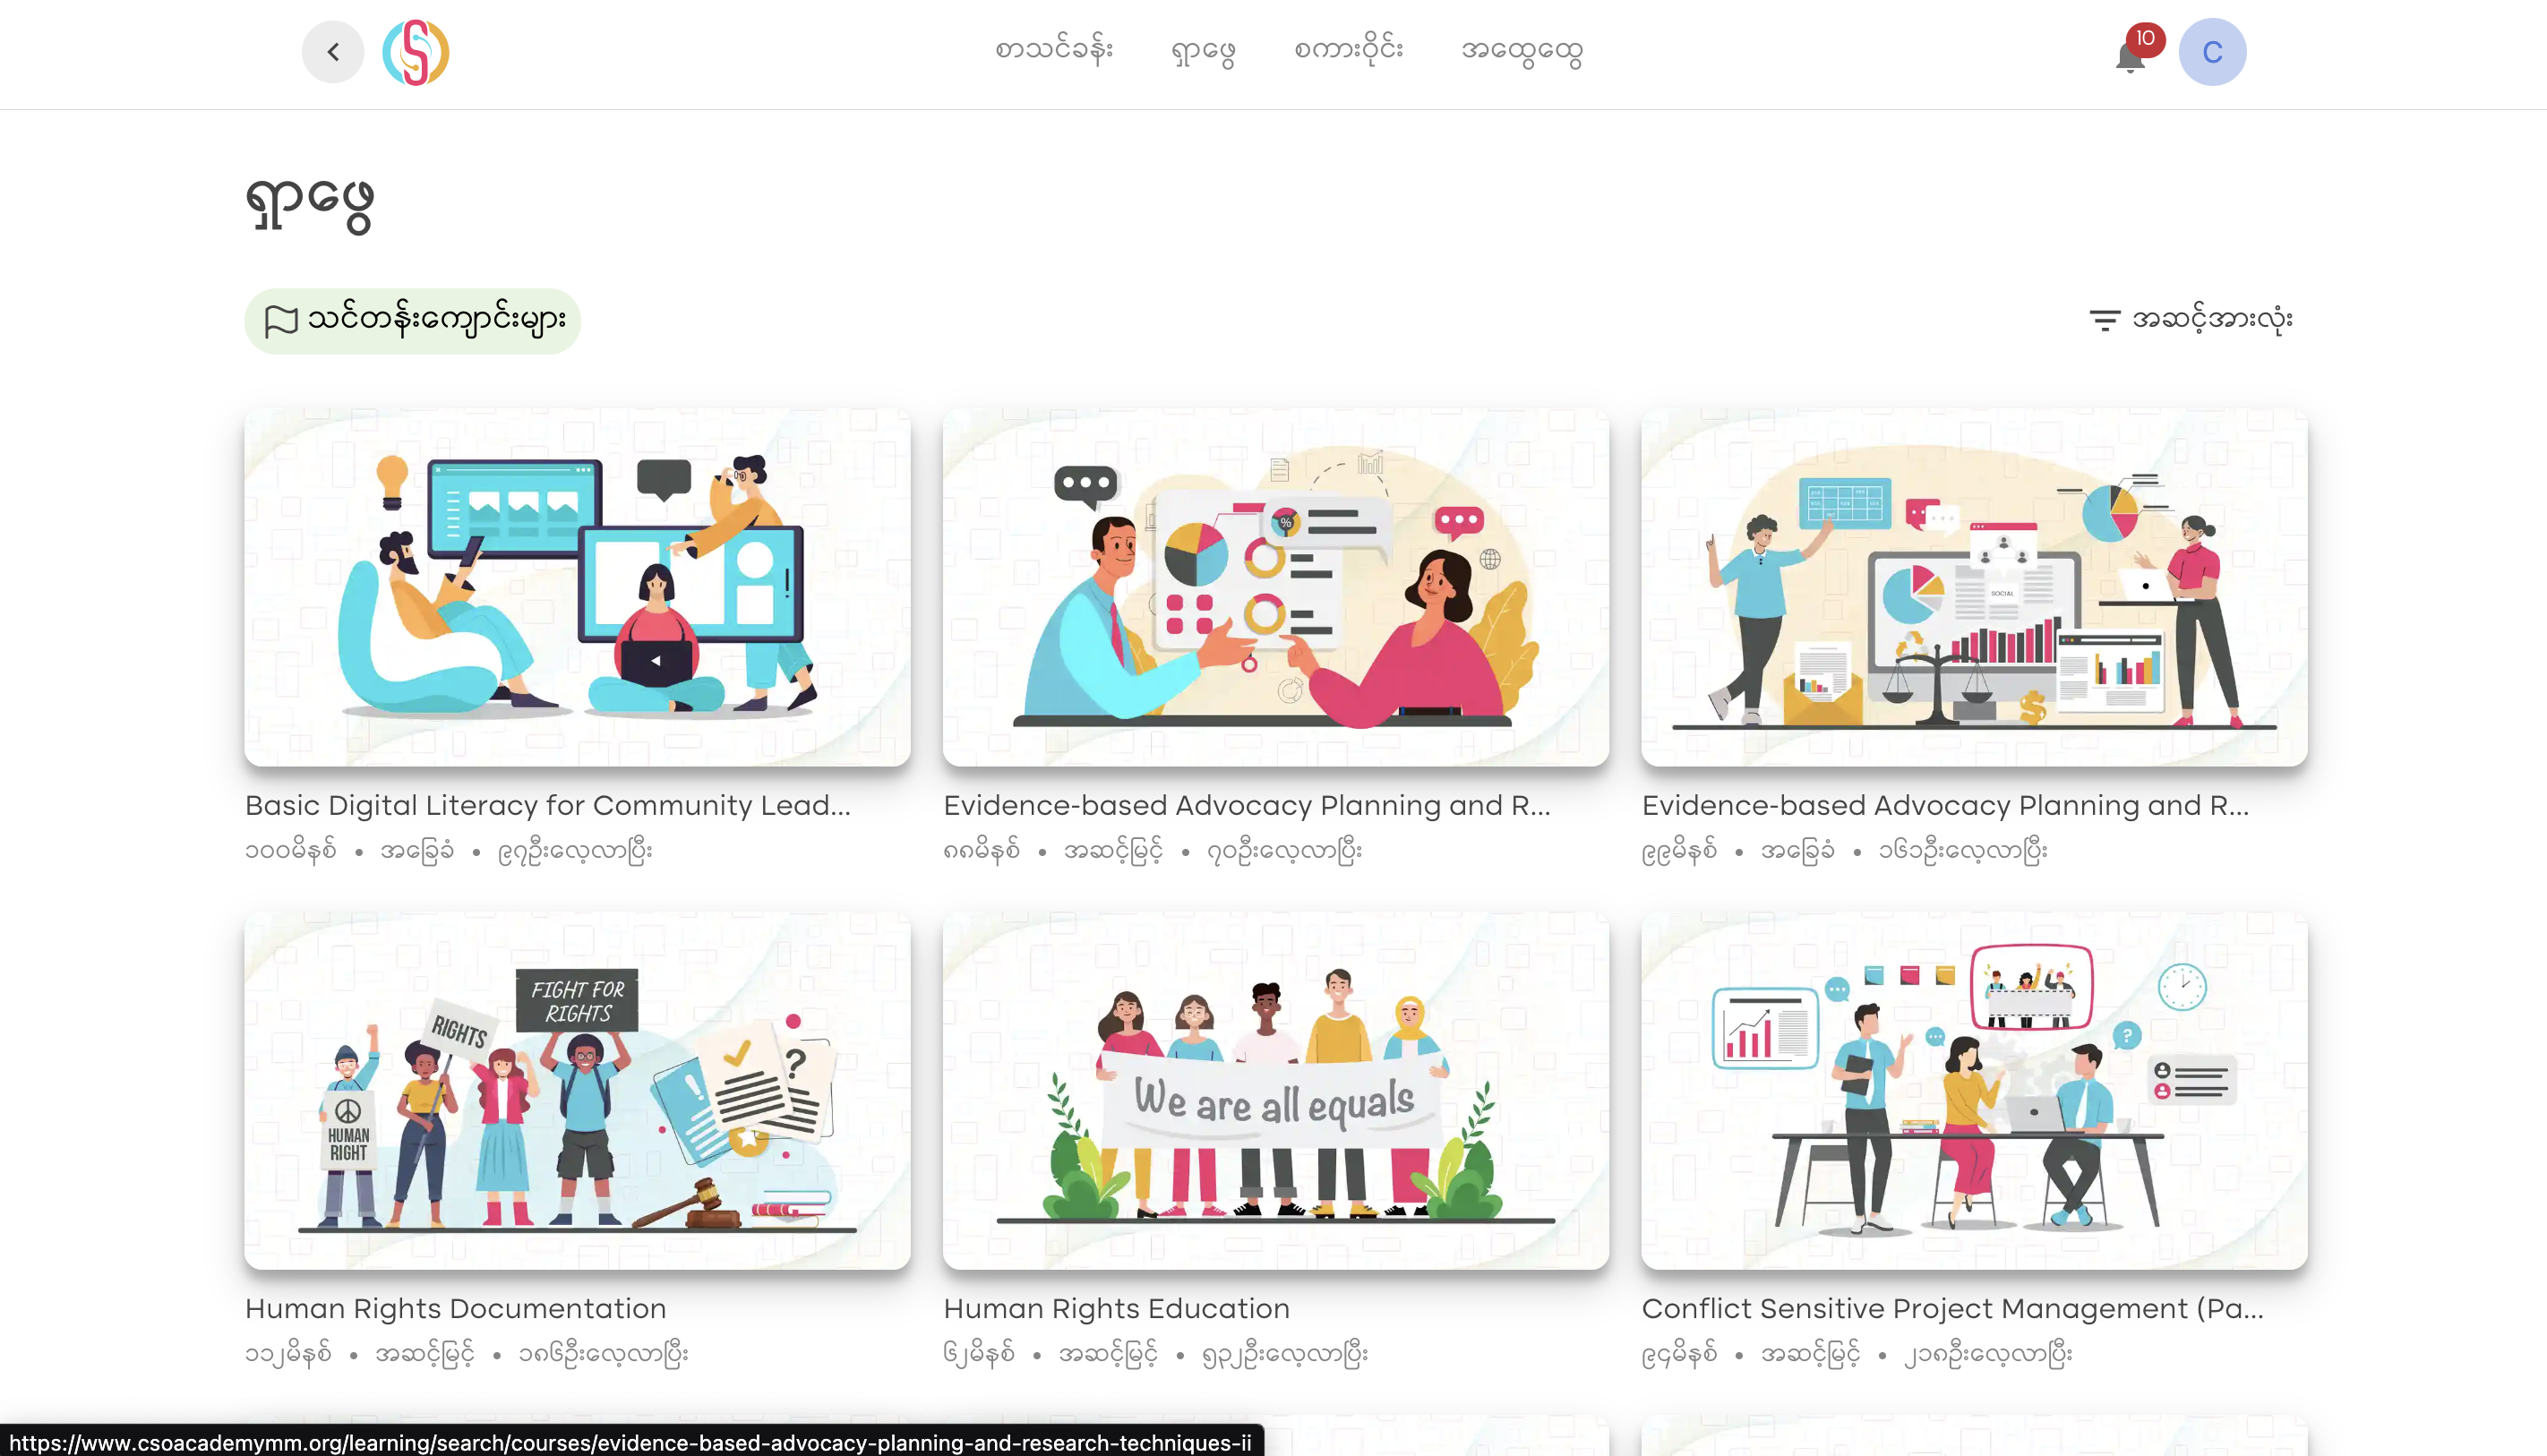 စာသင်ခန်း ရှာဖွေ စကားဝိုင်း အထွေထွေ 10 C
ရှာဖွေ
သင်တန်းကျောင်းများ အဆင့်အားလုံး
SOCIAL
%
Basic Digital Literacy for Community Lead... Evidence-based Advocacy Planning and R... Evidence-based Advocacy Planning and R...
၁၀၀မိနစ် • အခြေခံ • ၉၇ဦးလေ့လာပြီး ၈၈မိနစ် • အဆင့်မြင့် • ၇၀ဦးလေ့လာပြီး ၉၉မိနစ် • အခြေခံ • ၁၆၁ဦးလေ့လာပြီး
FIGHT FOR
RIGHTS
RIGHTS
HUMAN
RIGHT
We are all equals
Human Rights Documentation Human Rights Education Conflict Sensitive Project Management (Pa...
၁၁၂မိနစ် • အဆင့်မြင့် • ၁၈၆ဦးလေ့လာပြီး ၆၂မိနစ် • အဆင့်မြင့် • ၅၃၂ဦးလေ့လာပြီး ၉၄မိနစ် • အဆင့်မြင့် • ၂၁၈ဦးလေ့လာပြီး
https://www.csoacademymm.org/learning/search/courses/evidence-based-advocacy-planning-and-research-techniques-ii